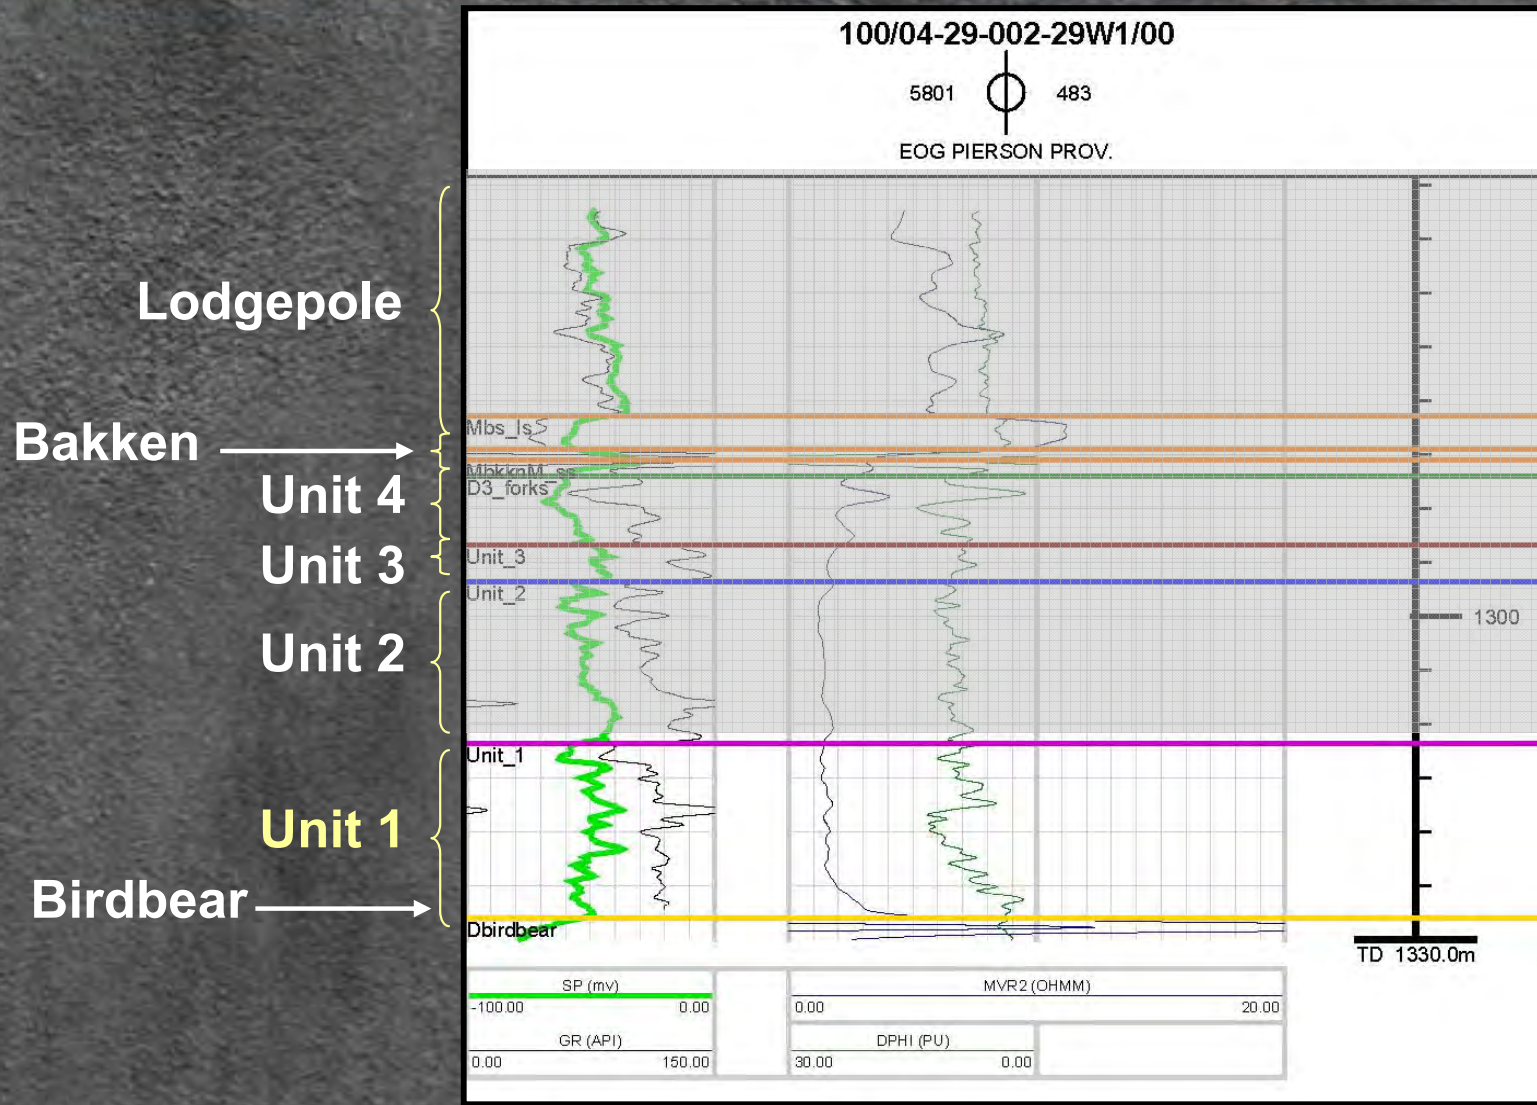 100/04-29-002-29W1/00
5801 483
EOG PIERSON PROV.
Lodgepole
Bakken
Unit 4
Unit 3
Unit 2
Unit 1
Birdbear
Mbs_ls
MbkknM_ss
D3_forks
Unit_3
Unit_2
Unit_1
Dbirdbear
1300
TD 1330.0m
SP (mv)
-100.00 0.00
GR (API)
0.00 150.00
MVR2 (OHMM)
0.00 20.00
DPHI (PU)
30.00 0.00